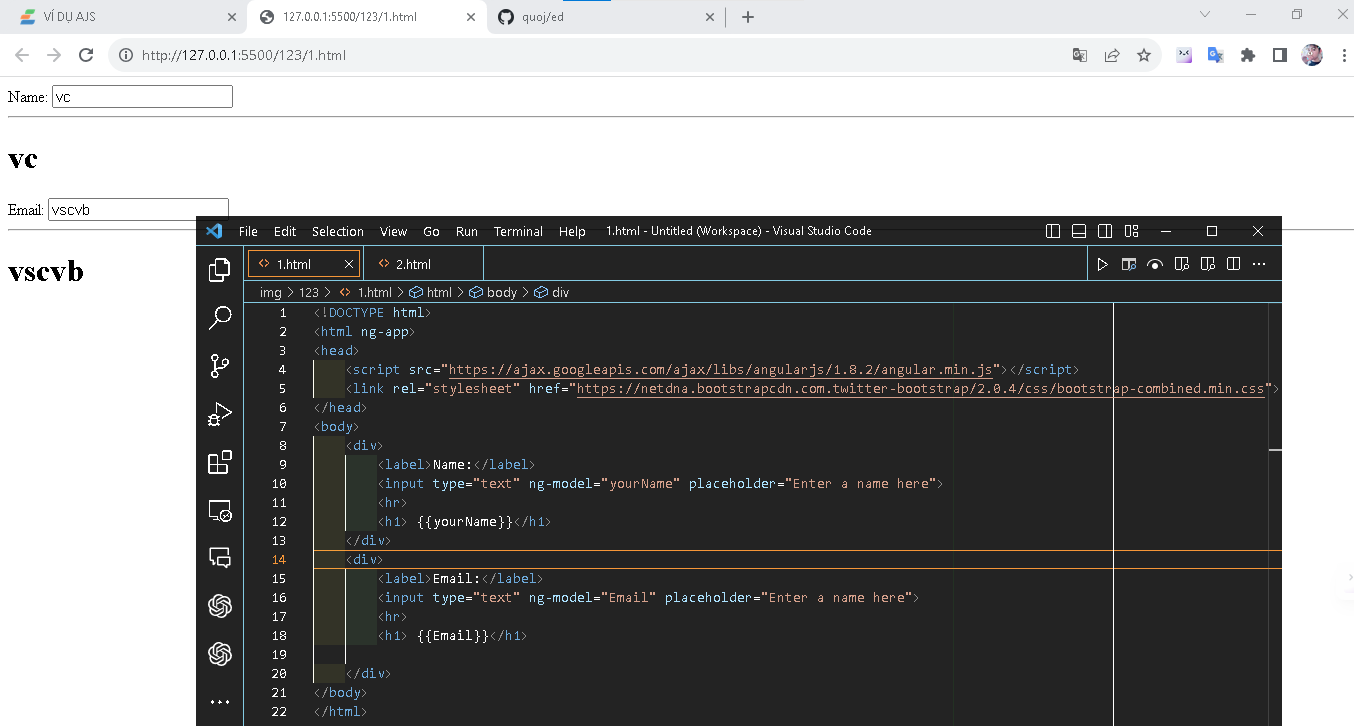 VÍ DỤ AJS
127.0.0.1:5500/123/1.html
quoj/ed
http://127.0.0.1:5500/123/1.html
Name: vc
vc
Email: vscvb
vscvb
File Edit Selection View Go Run Terminal Help 1.html - Untitled (Workspace) - Visual Studio Code
1.html 2.html
img > 123 > 1.html > html > body > div
1 <!DOCTYPE html>
2 <html ng-app>
3 <head>
4 <script src="https://ajax.googleapis.com/ajax/libs/angularjs/1.8.2/angular.min.js"></script>
5 <link rel="stylesheet" href="https://netdna.bootstrapcdn.com.twitter-bootstrap/2.0.4/css/bootstrap-combined.min.css">
6 </head>
7 <body>
8 <div>
9 <label>Name:</label>
10 <input type="text" ng-model="yourName" placeholder="Enter a name here">
11 <hr>
12 <h1> {{yourName}}</h1>
13 </div>
14 <div>
15 <label>Email:</label>
16 <input type="text" ng-model="Email" placeholder="Enter a name here">
17 <hr>
18 <h1> {{Email}}</h1>
19
20 </div>
21 </body>
22 </html>